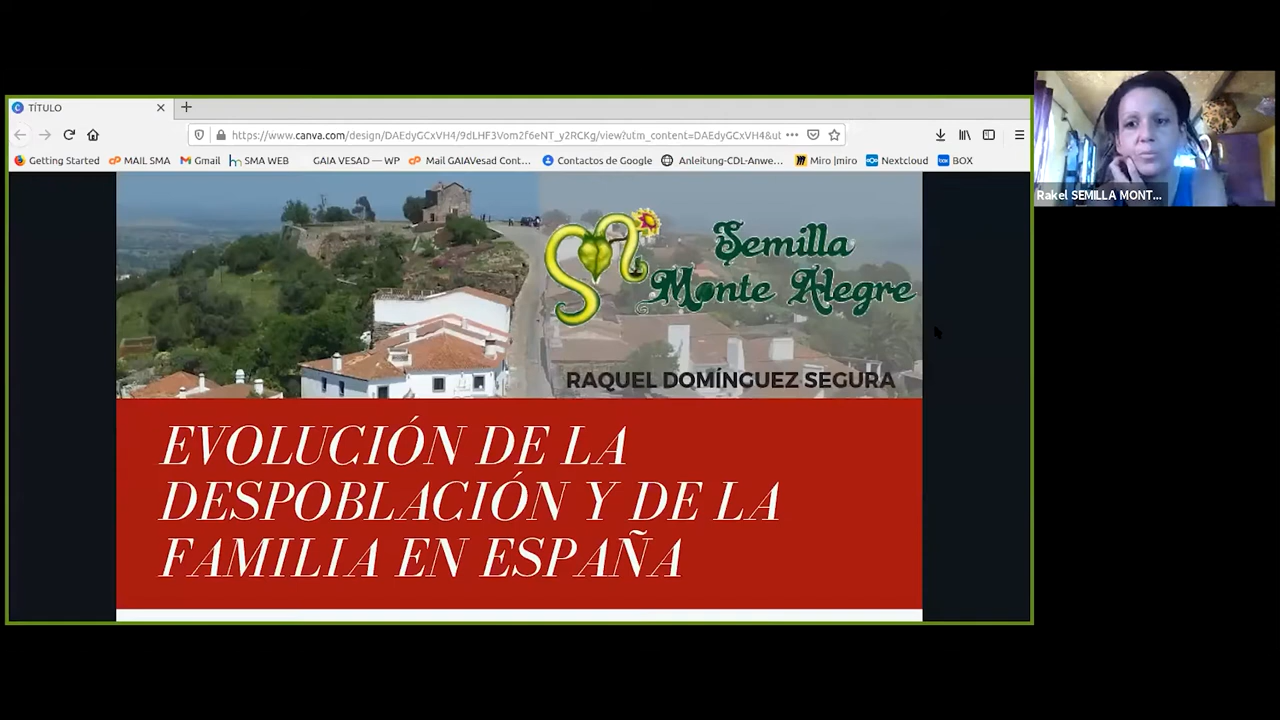 TÍTULO
https://www.canva.com/design/DAEdyGCxVH4/9dLHF3Vom2f6eNT_y2RCKg/view?utm_content=DAEdyGCxVH4&ut
Getting Started MAIL SMA Gmail SMA WEB GAIA VESAD — WP Mail GAIAVesad Cont... Contactos de Google Anleitung CDL-Anwe... Miro |miro Nextcloud BOX
Rakel SEMILLA MONT...
Semilla
Monte Alegre
RAQUEL DOMÍNGUEZ SEGURA
EVOLUCIÓN DE LA
DESPOBLACIÓN Y DE LA
FAMILIA EN ESPAÑA